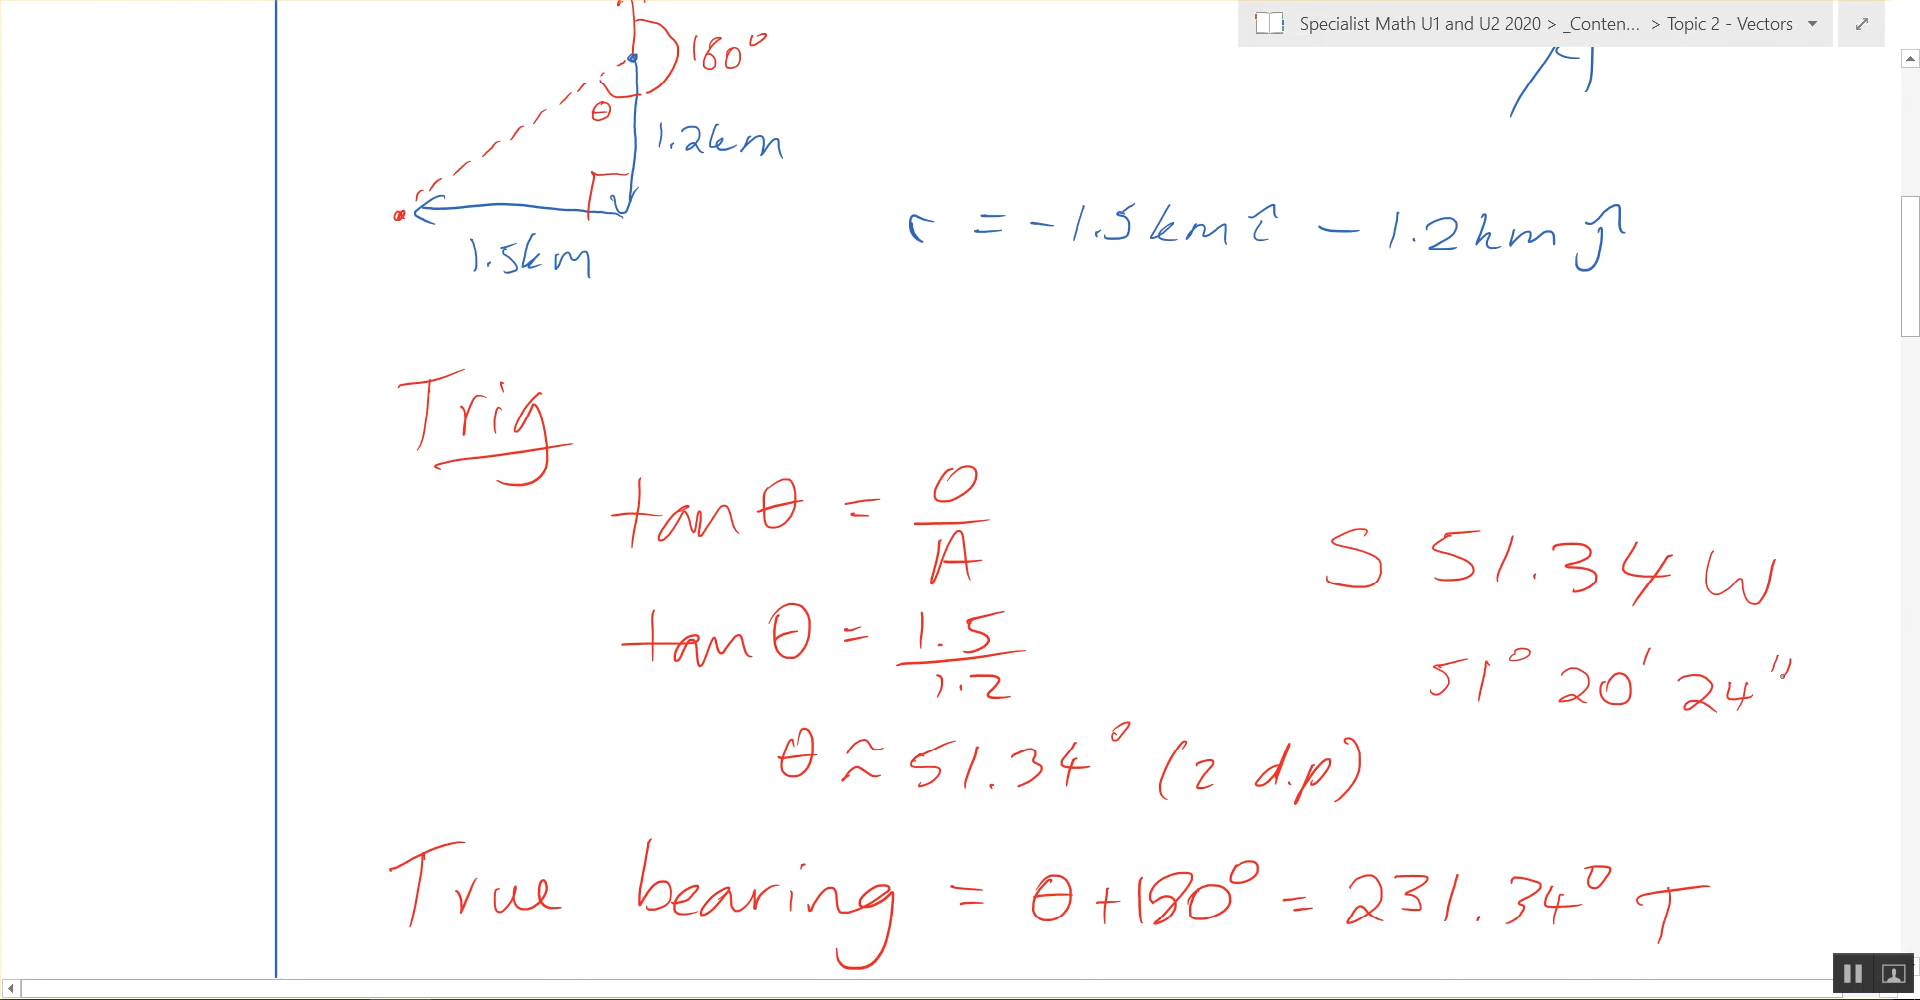 Specialist Math U1 and U2 2020 > _Conten... > Topic 2 - Vectors
180°
θ
1.2km
1.5km
r = -1.5km î - 1.2km ĵ
Trig
tan θ = O/A
S 51.34 W
tan θ = 1.5/1.2
51° 20' 24"
θ ≈ 51.34° (2 d.p)
True bearing = θ + 180° = 231.34° T